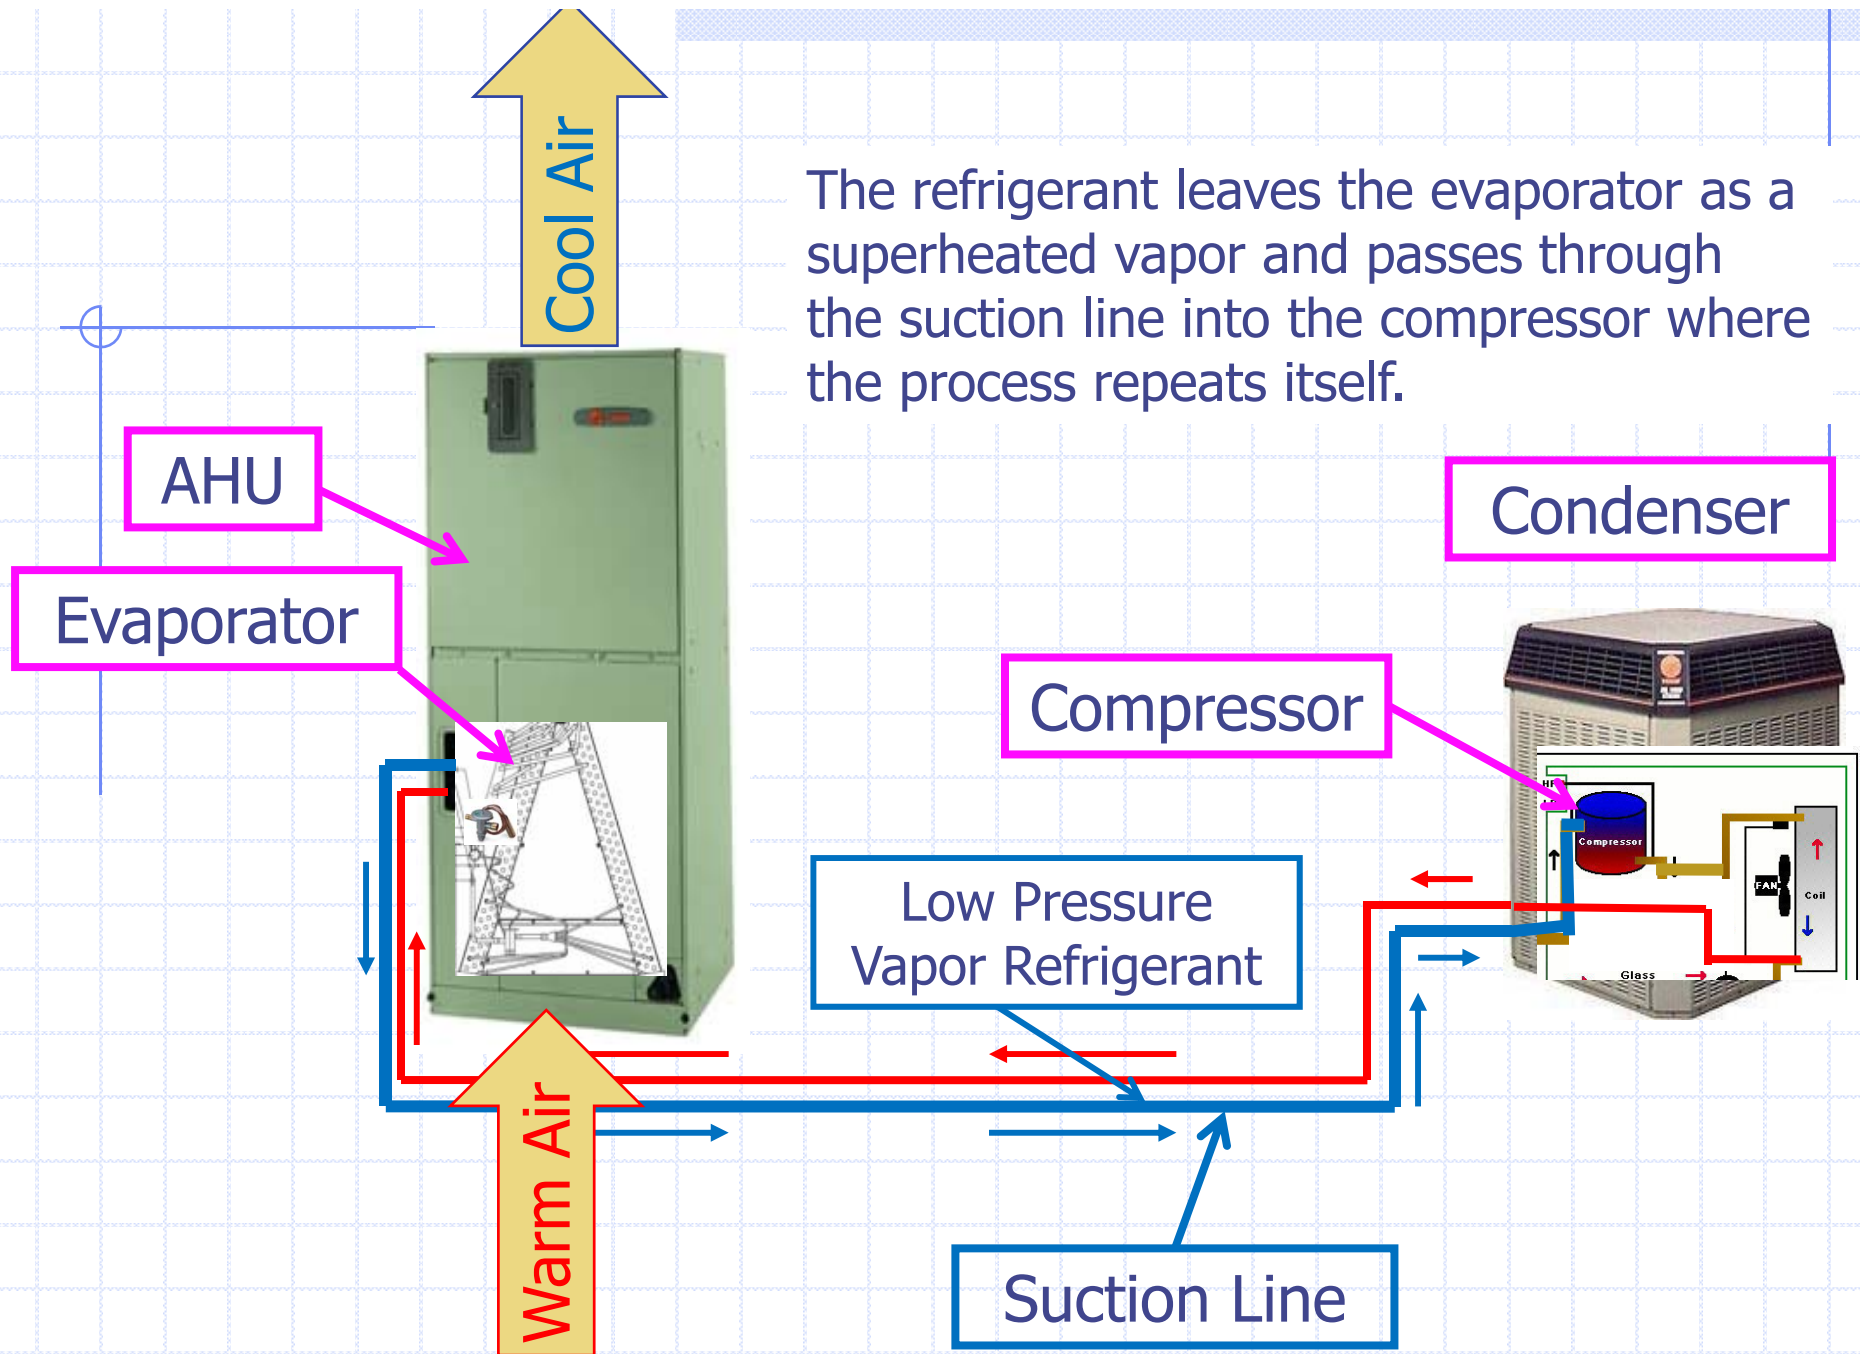 Cool Air
The refrigerant leaves the evaporator as a
superheated vapor and passes through
the suction line into the compressor where
the process repeats itself.
AHU
Condenser
Evaporator
Compressor
Compressor
FAN
Coil
Low Pressure
Vapor Refrigerant
Glass
Warm Air
Suction Line